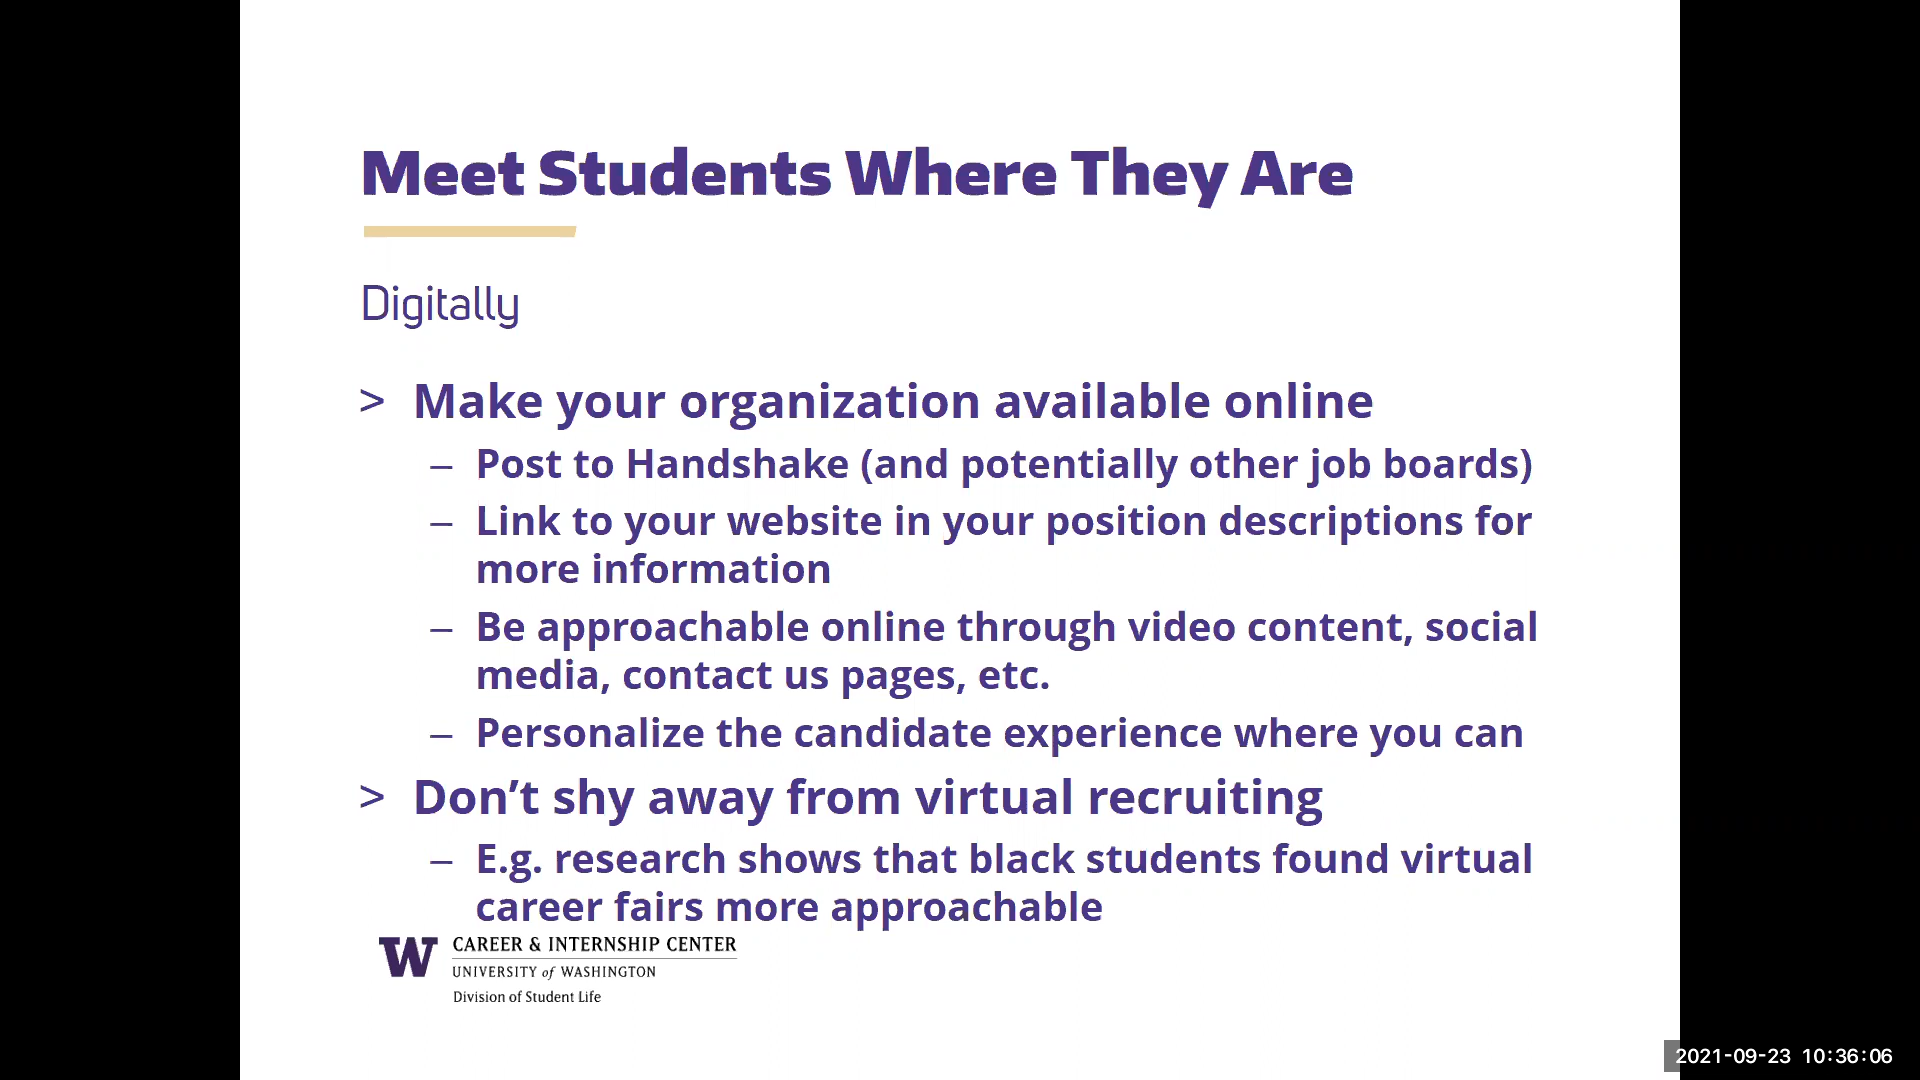 Meet Students Where They Are
Digitally
> Make your organization available online
– Post to Handshake (and potentially other job boards)
– Link to your website in your position descriptions for
more information
– Be approachable online through video content, social
media, contact us pages, etc.
– Personalize the candidate experience where you can
> Don’t shy away from virtual recruiting
– E.g. research shows that black students found virtual
career fairs more approachable
W CAREER & INTERNSHIP CENTER
UNIVERSITY of WASHINGTON
Division of Student Life
2021-09-23 10:36:06